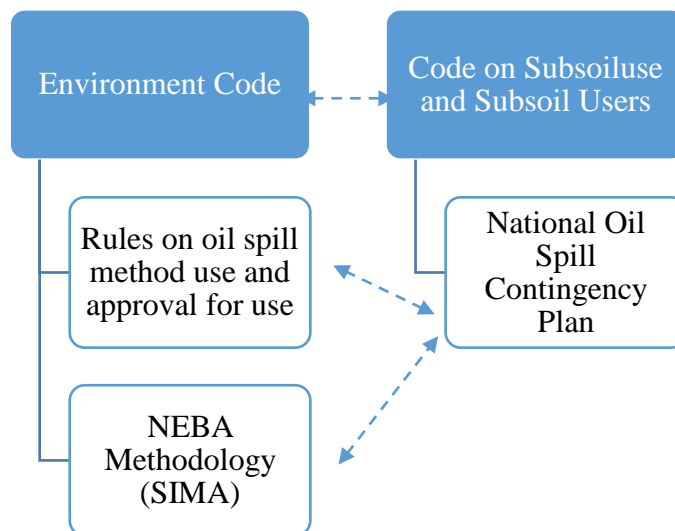 Environment Code
Code on Subsoiluse
and Subsoil Users
Rules on oil spill
method use and
approval for use
National Oil
Spill
Contingency
Plan
NEBA
Methodology
(SIMA)